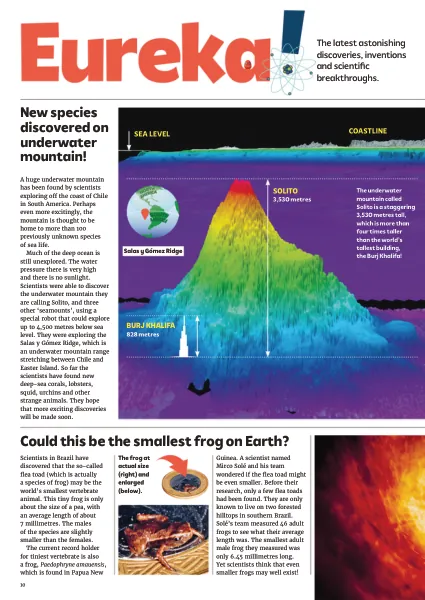 Eureka!
The latest astonishing
discoveries, inventions
and scientific
breakthroughs.
New species
discovered on
underwater
mountain!
A huge underwater mountain
has been found by scientists
exploring off the coast of Chile
in South America. Perhaps
even more excitingly, the
mountain is thought to be
home to more than 100
previously unknown species
of sea life.
Much of the deep ocean is
still unexplored. The water
pressure there is very high
and there is no sunlight.
Scientists were able to discover
the underwater mountain they
are calling Solito, and three
other 'seamounts', using a
special robot that could explore
up to 4,500 metres below sea
level. They were exploring the
Salas y Gómez Ridge, which is
an underwater mountain range
stretching between Chile and
Easter Island. So far the
scientists have found new
deep-sea corals, lobsters,
squid, urchins and other
strange animals. They hope
that more exciting discoveries
will be made soon.
SEA LEVEL
COASTLINE
SOLITO
3,530 metres
The underwater
mountain called
Solito is a staggering
3,530 metres tall,
which is more than
four times taller
than the world's
tallest building,
the Burj Khalifa!
Salas y Gómez Ridge
BURJ KHALIFA
828 metres
Could this be the smallest frog on Earth?
Scientists in Brazil have
discovered that the so-called
flea toad (which is actually
a species of frog) may be the
world's smallest vertebrate
animal. This tiny frog is only
about the size of a pea, with
an average length of about
7 millimetres. The males
of the species are slightly
smaller than the females.
The current record holder
for tiniest vertebrate is also
a frog, Paedophryne amauensis,
which is found in Papua New
The frog at
actual size
(right) and
enlarged
(below).
Guinea. A scientist named
Mirco Solé and his team
wondered if the flea toad might
be even smaller. Before their
research, only a few flea toads
had been found. They are only
known to live on two forested
hilltops in southern Brazil.
Solé's team measured 46 adult
frogs to see what their average
length was. The smallest adult
male frog they measured was
only 6.45 millimetres long.
Yet scientists think that even
smaller frogs may well exist!
10